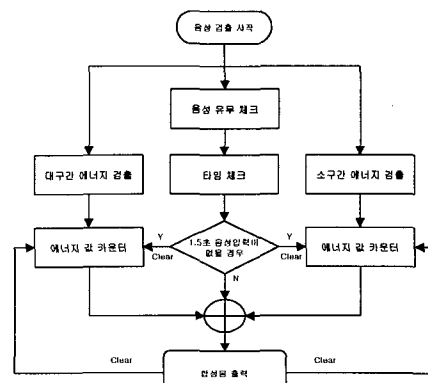 음성 검출 시작
음성 유무 체크
대구간 에너지 검출
타임 체크
소구간 에너지 검출
에너지 값 카운터
Y
Clear
1.5초 음성입력이
없을 경우
Y
Clear
에너지 값 카운터
N
Clear
합성음 출력
Clear